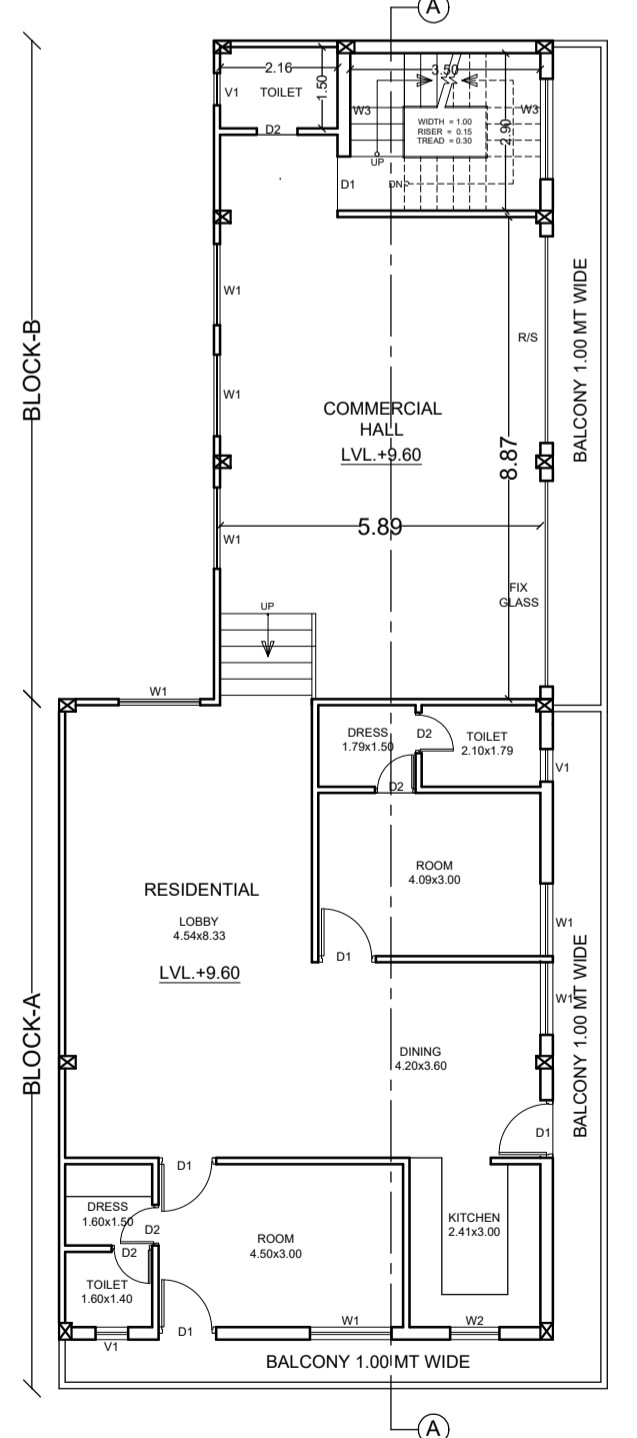 A
2.16
3.50
1.50
V1
TOILET
W3
WIDTH = 1.00
RISER = 0.15
TREAD = 0.30
W3
2.90
D2
UP
D1
DN
W1
R/S
BALCONY 1.00 MT WIDE
BLOCK-B
W1
COMMERCIAL
HALL
LVL.+9.60
8.87
5.89
W1
FIX
GLASS
UP
W1
DRESS
1.79x1.50
D2
TOILET
2.10x1.79
V1
D2
ROOM
4.09x3.00
RESIDENTIAL
LOBBY
4.54x8.33
W1
D1
LVL.+9.60
W1
BALCONY 1.00 MT WIDE
BLOCK-A
DINING
4.20x3.60
D1
D1
DRESS
1.60x1.50
D2
KITCHEN
2.41x3.00
ROOM
4.50x3.00
D2
TOILET
1.60x1.40
D1
W1
W2
V1
BALCONY 1.00 MT WIDE
A